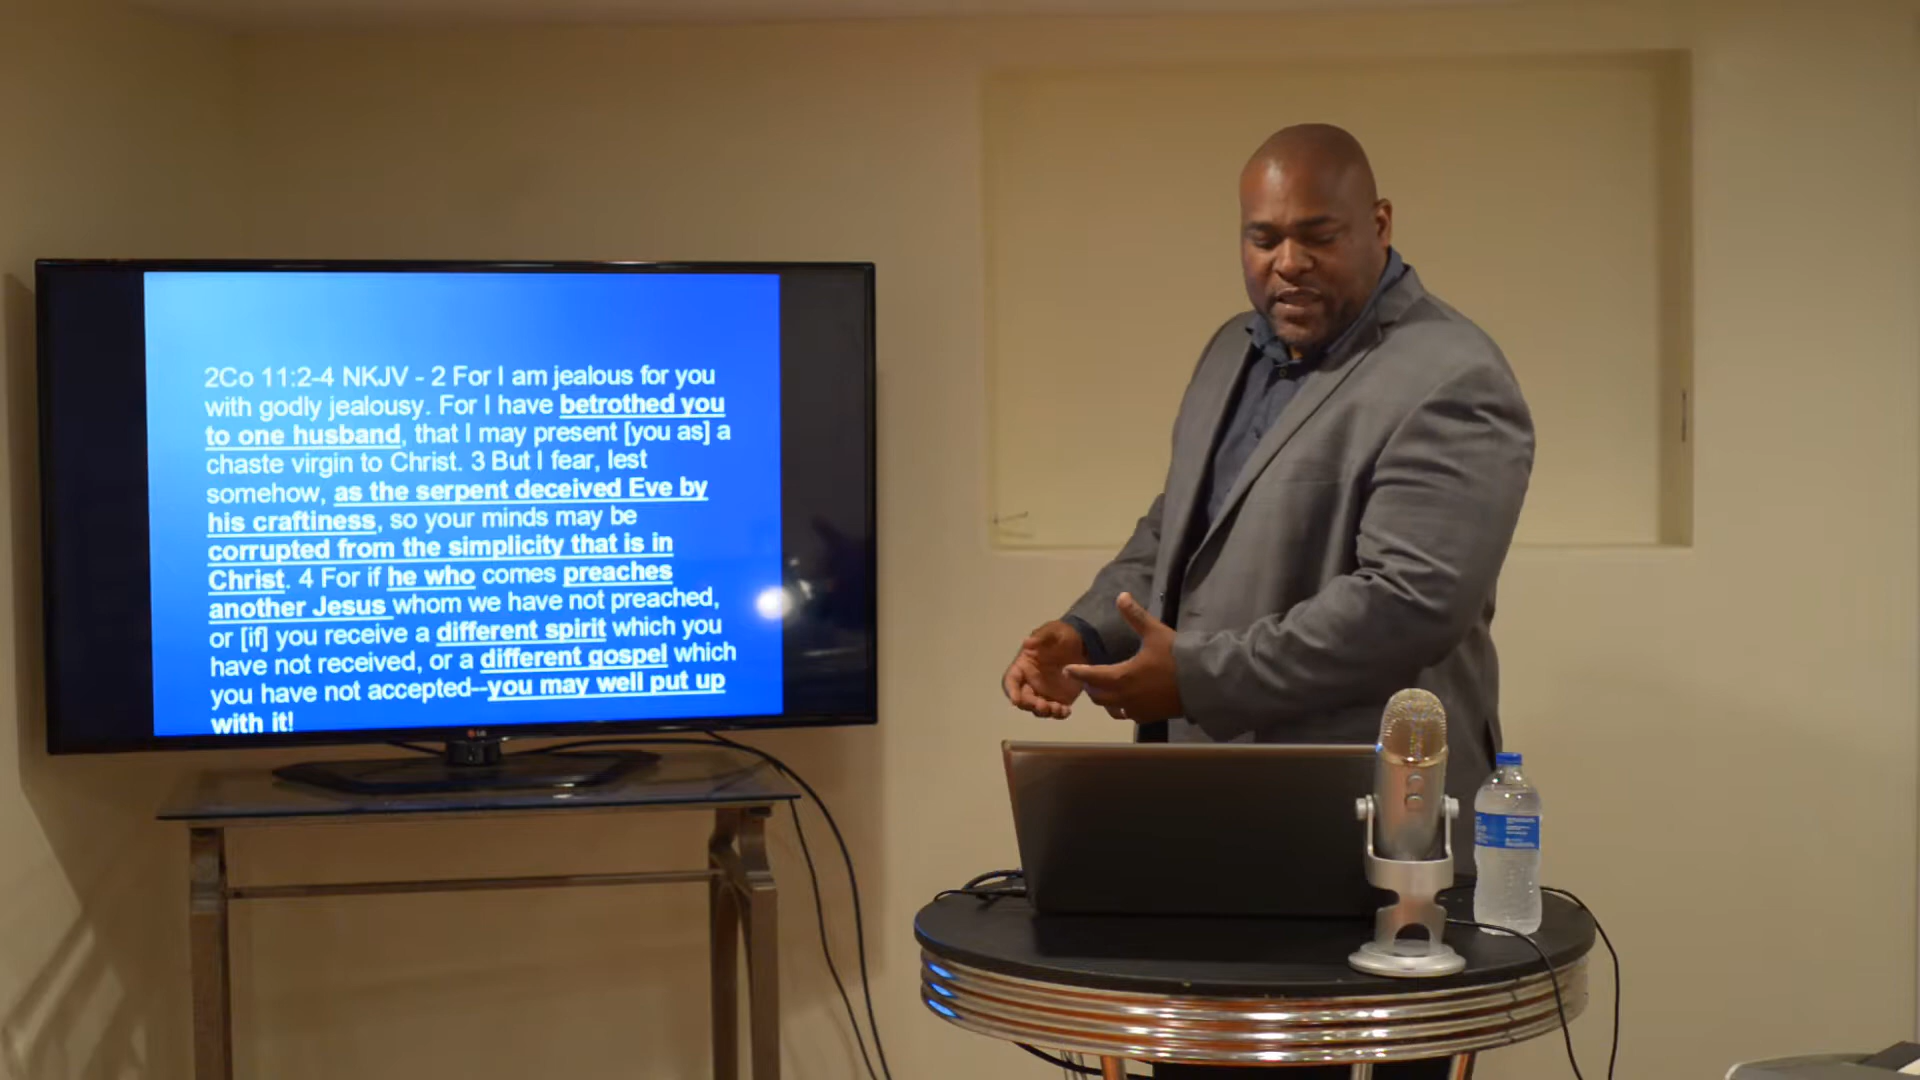 2Co 11:2-4 NKJV - 2 For I am jealous for you
with godly jealousy. For I have betrothed you
to one husband, that I may present [you as] a
chaste virgin to Christ. 3 But I fear, lest
somehow, as the serpent deceived Eve by
his craftiness, so your minds may be
corrupted from the simplicity that is in
Christ. 4 For if he who comes preaches
another Jesus whom we have not preached,
or [if] you receive a different spirit which you
have not received, or a different gospel which
you have not accepted--you may well put up
with it!
LG